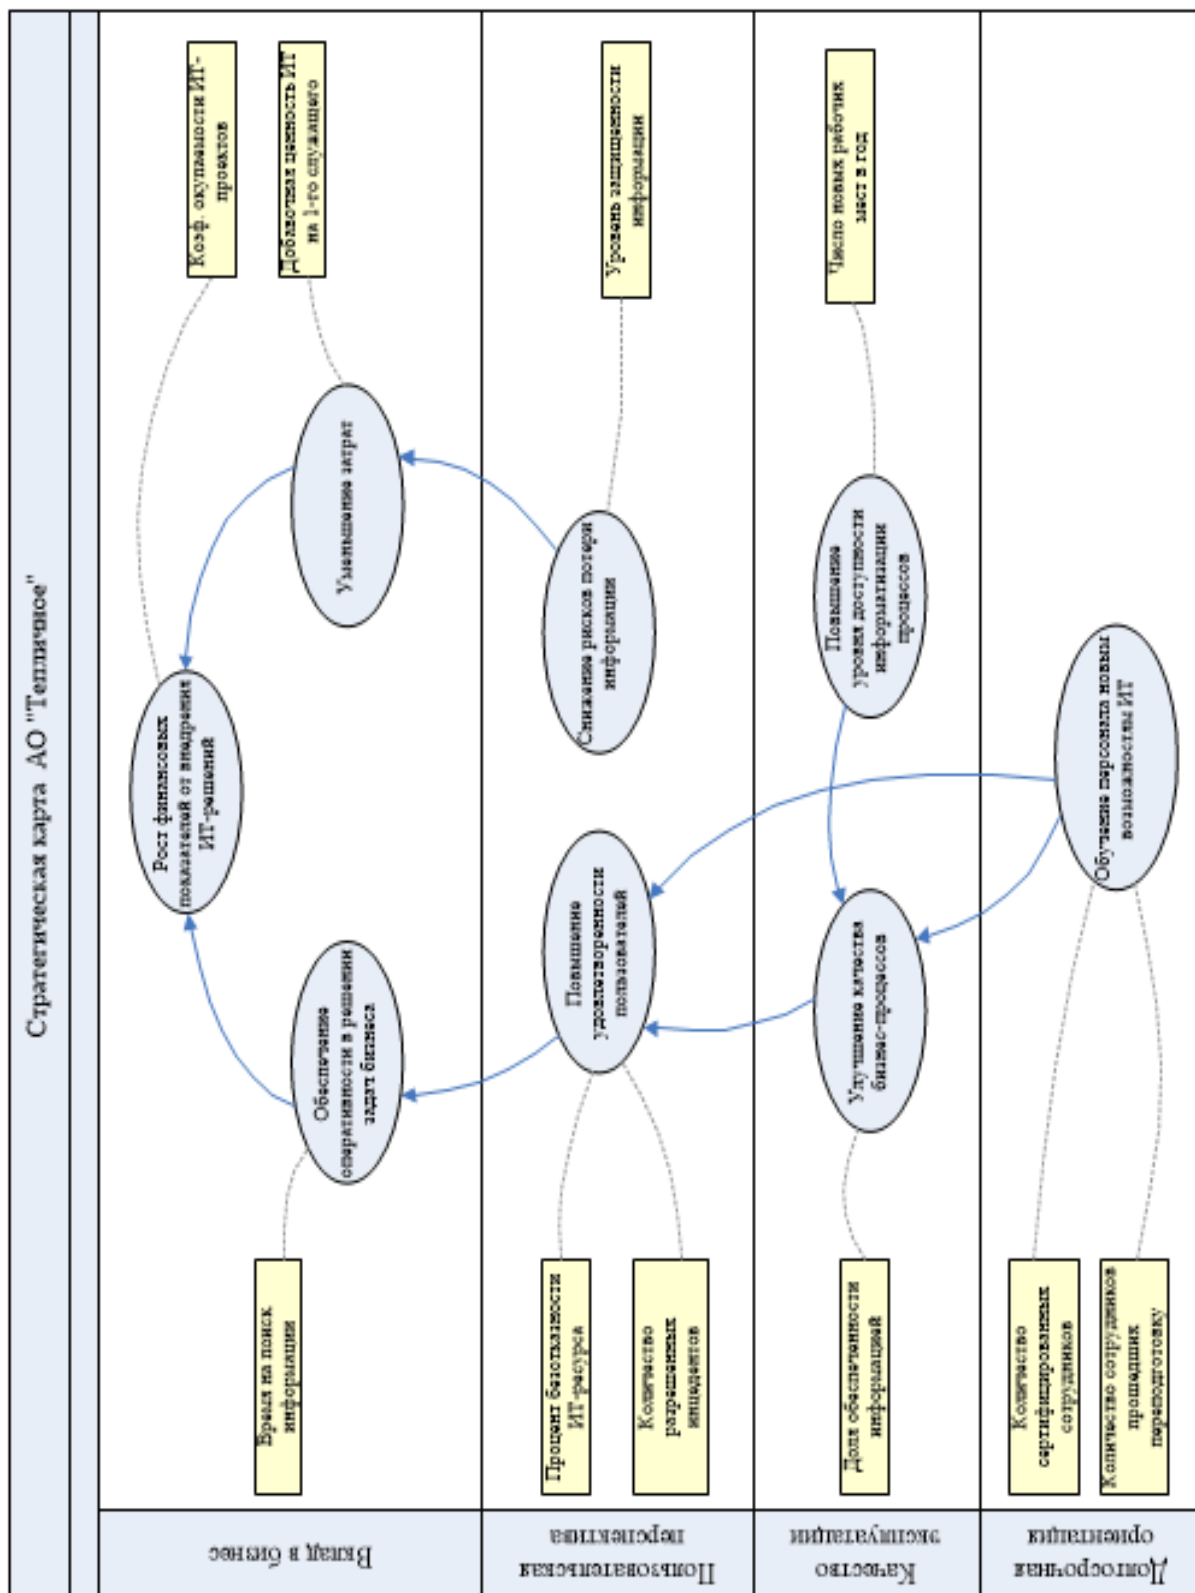 Стратегическая карта АО "Тепличное"
Вклад в бизнес
Время на поиск
информации
Обеспечение
оперативности в решении
задач бизнеса
Рост финансовых
показателей от внедрения
ИТ-решений
Уменьшение затрат
Коэф. окупаемости ИТ-
проектов
Добавочная ценность ИТ
на 1-го служащего
Пользовательская
перспектива
Процент безотказности
ИТ-ресурса
Количество
разрешенных
инцедентов
Повышение
удовлетворенности
пользователей
Снижение рисков потери
информации
Уровень защищенности
информации
Качество
эксплуатации
Доля обеспеченности
информацией
Улучшение качества
бизнес-процессов
Повышение
уровня доступности
информатизации
процессов
Число новых рабочих
мест в год
Долгосрочная
ориентация
Количество
сертифицированных
сотрудников
Количество сотрудников
прошедших
переподготовку
Обучение персонала новым
возможностям ИТ